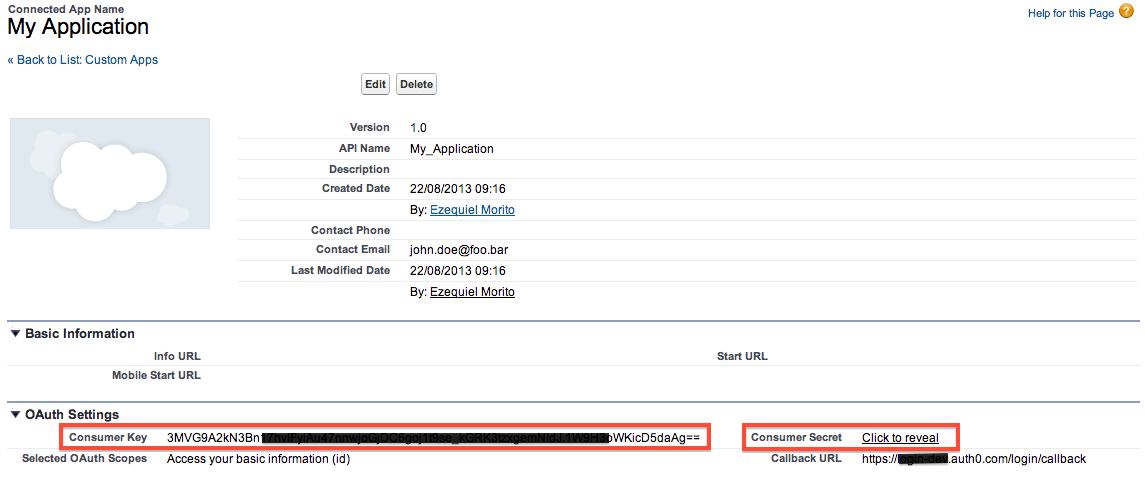 Connected App Name
My Application
Help for this Page ?
« Back to List: Custom Apps
Edit Delete
Version 1.0
API Name My_Application
Description
Created Date 22/08/2013 09:16
By: Ezequiel Morito
Contact Phone
Contact Email john.doe@foo.bar
Last Modified Date 22/08/2013 09:16
By: Ezequiel Morito
Basic Information
Info URL Start URL
Mobile Start URL
OAuth Settings
Consumer Key 3MVG9A2kN3Bn WKicD5daAg== Consumer Secret Click to reveal
Selected OAuth Scopes Access your basic information (id) Callback URL https:// .auth0.com/login/callback